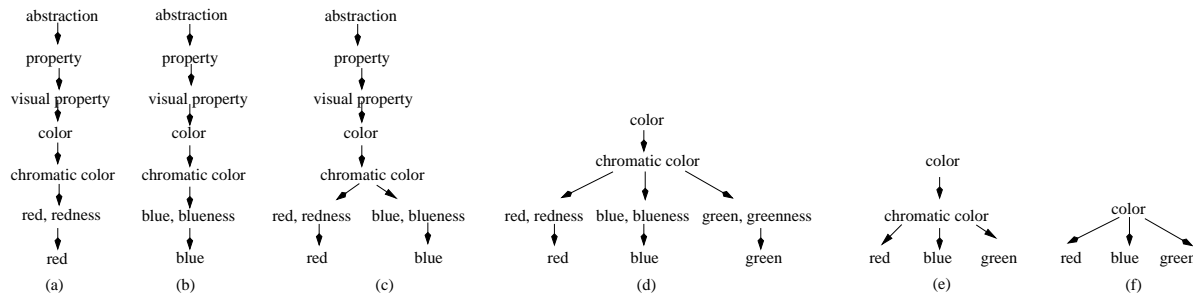 abstraction
property
visual property
color
chromatic color
red, redness
red
(a)
abstraction
property
visual property
color
chromatic color
blue, blueness
blue
(b)
abstraction
property
visual property
color
chromatic color
red, redness blue, blueness
red blue
(c)
color
chromatic color
red, redness blue, blueness green, greenness
red blue green
(d)
color
chromatic color
red blue green
(e)
color
red blue green
(f)